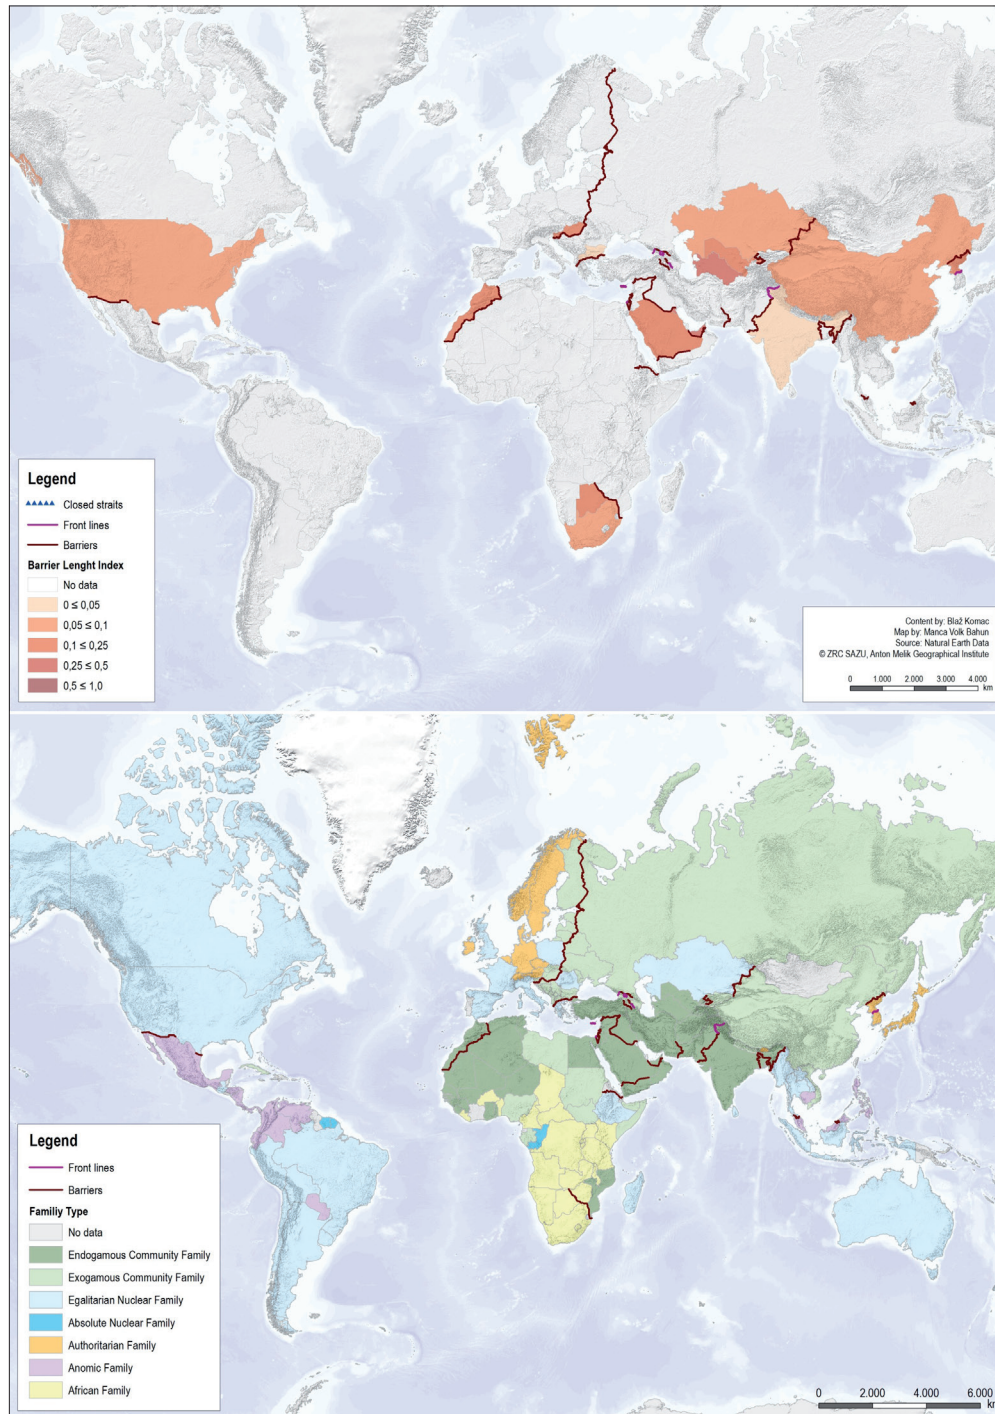 Legend
Closed straits
Front lines
Barriers
Barrier Lenght Index
No data
0 ≤ 0,05
0,05 ≤ 0,1
0,1 ≤ 0,25
0,25 ≤ 0,5
0,5 ≤ 1,0
Content by: Blaž Komac
Map by: Manca Volk Bahun
Source: Natural Earth Data
© ZRC SAZU, Anton Melik Geographical Institute
0 1.000 2.000 3.000 4.000
km
Legend
Front lines
Barriers
Familiy Type
No data
Endogamous Community Family
Exogamous Community Family
Egalitarian Nuclear Family
Absolute Nuclear Family
Authoritarian Family
Anomic Family
African Family
0 2.000 4.000 6.000
km